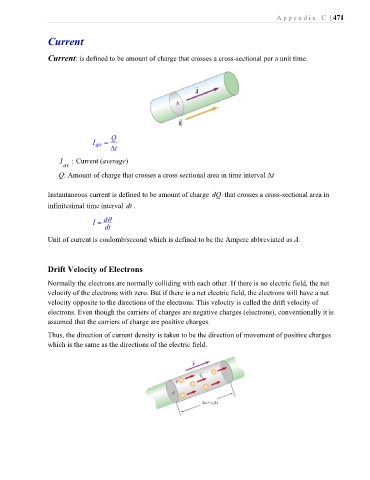 Appendix C | 471
Current
Current: is defined to be amount of charge that crosses a cross-sectional per a unit time.
I
A
E
I av = Q / Δt
I av : Current (average)
Q: Amount of charge that crosses a cross sectional area in time interval Δt
Instantaneous current is defined to be amount of charge dQ that crosses a cross-sectional area in
infinitesimal time interval dt .
I = dQ / dt
Unit of current is coulomb/second which is defined to be the Ampere abbreviated as A.
Drift Velocity of Electrons
Normally the electrons are normally colliding with each other. If there is no electric field, the net
velocity of the electrons with zero. But if there is a net electric field, the electrons will have a net
velocity opposite to the directions of the electrons. This velocity is called the drift velocity of
electrons. Even though the carriers of charges are negative charges (electrons), conventionally it is
assumed that the carriers of charge are positive charges.
Thus, the direction of current density is taken to be the direction of movement of positive charges
which is the same as the directions of the electric field.